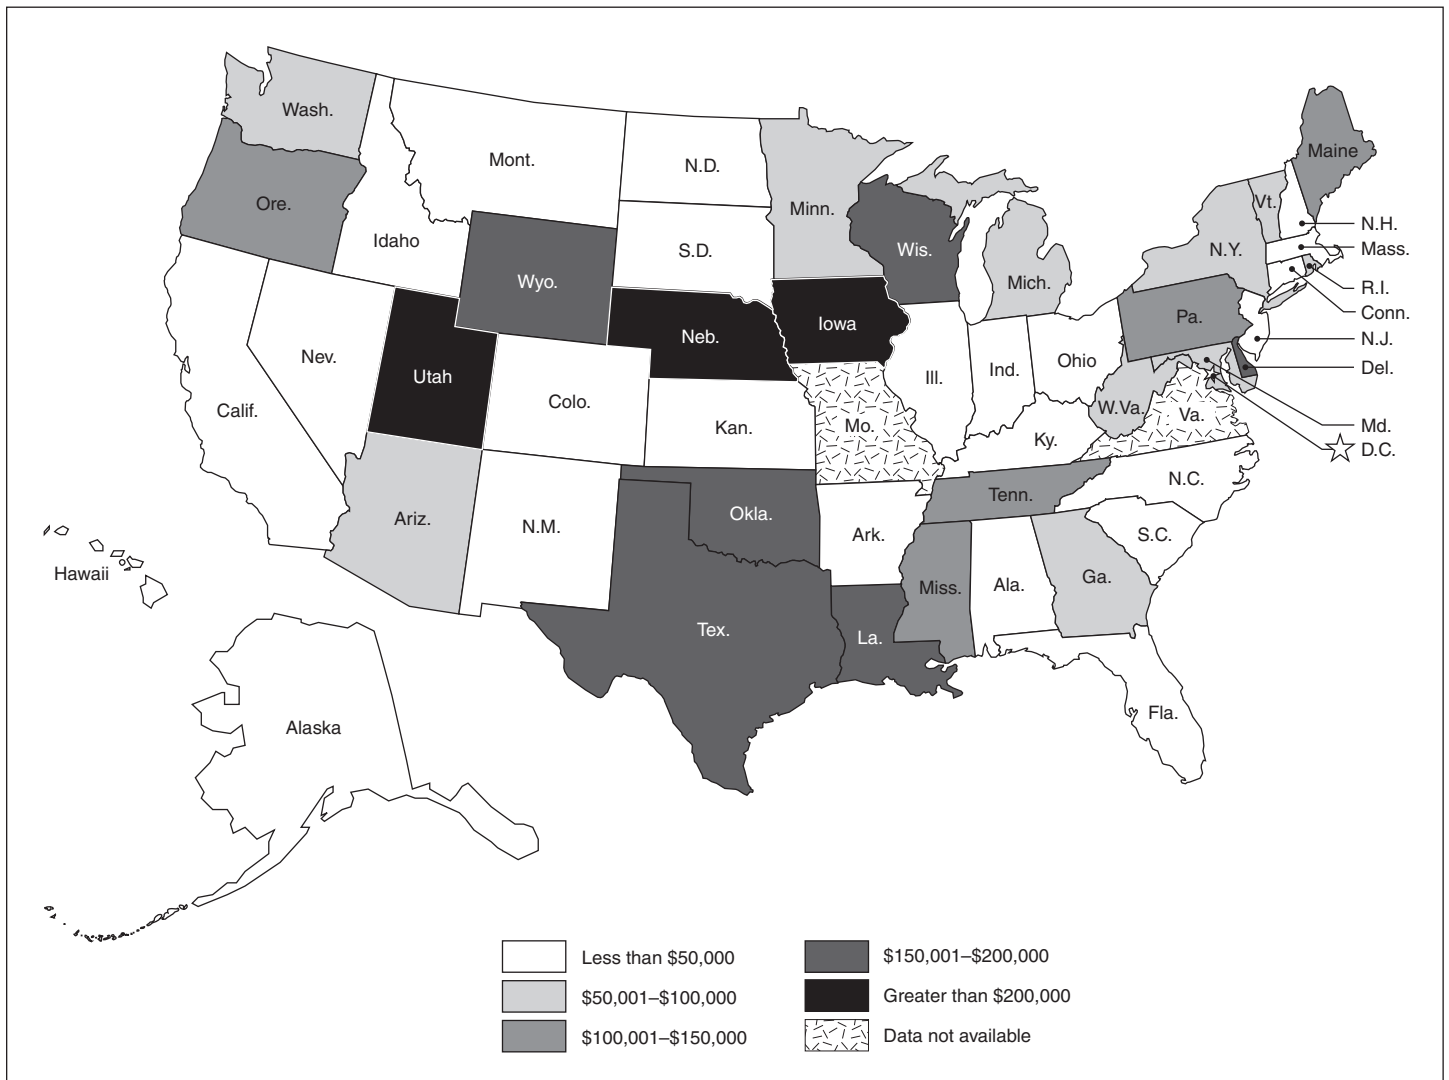 Wash.
Maine
Mont.
N.D.
Ore.
Vt.
Minn.
N.H.
Idaho
S.D.
Wis.
N.Y.
Mass.
Wyo.
Mich.
R.I.
Conn.
Pa.
Iowa
Neb.
N.J.
Nev.
Ohio
Del.
Utah
Ind.
Ill.
Colo.
Calif.
W.Va.
Va.
Kan.
Mo.
Md.
Ky.
D.C.
N.C.
Tenn.
Okla.
Ariz.
N.M.
Ark.
S.C.
Hawaii
Ga.
Miss.
Ala.
Tex.
La.
Fla.
Alaska
Less than $50,000
$50,001–$100,000
$100,001–$150,000
$150,001–$200,000
Greater than $200,000
Data not available